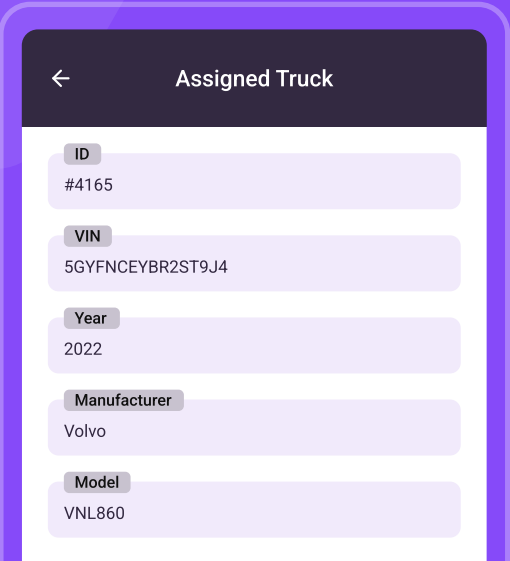 Assigned Truck
ID
#4165
VIN
5GYFNCEYBR2ST9J4
Year
2022
Manufacturer
Volvo
Model
VNL860